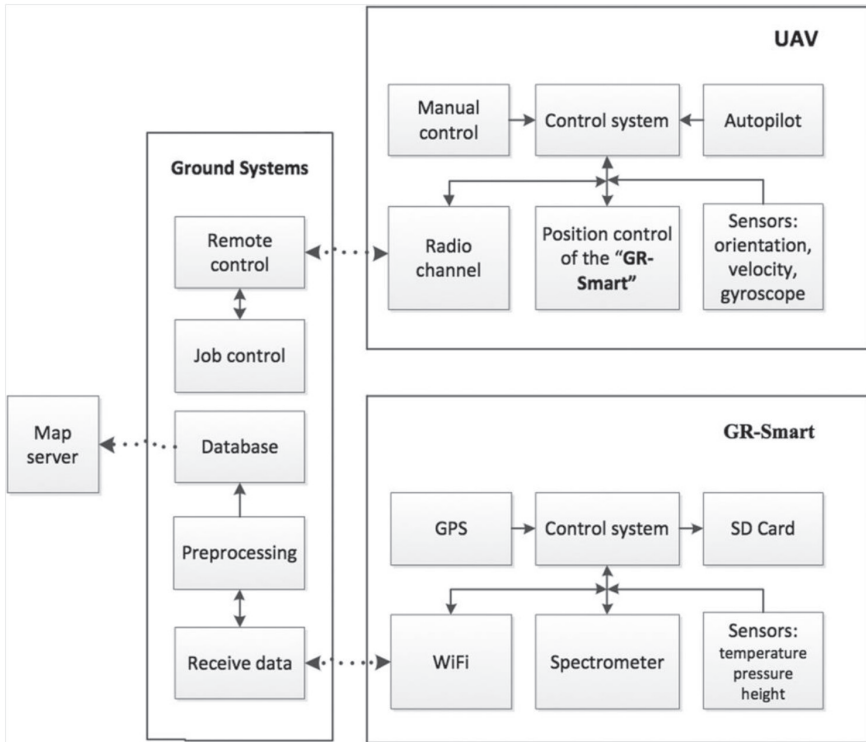 UAV
Manual
control
Control system
Autopilot
Radio
channel
Position control
of the “GR-
Smart”
Sensors:
orientation,
velocity,
gyroscope
Ground Systems
Remote
control
Job control
Database
Preprocessing
Receive data
Map
server
GR-Smart
GPS
Control system
SD Card
WiFi
Spectrometer
Sensors:
temperature
pressure
height